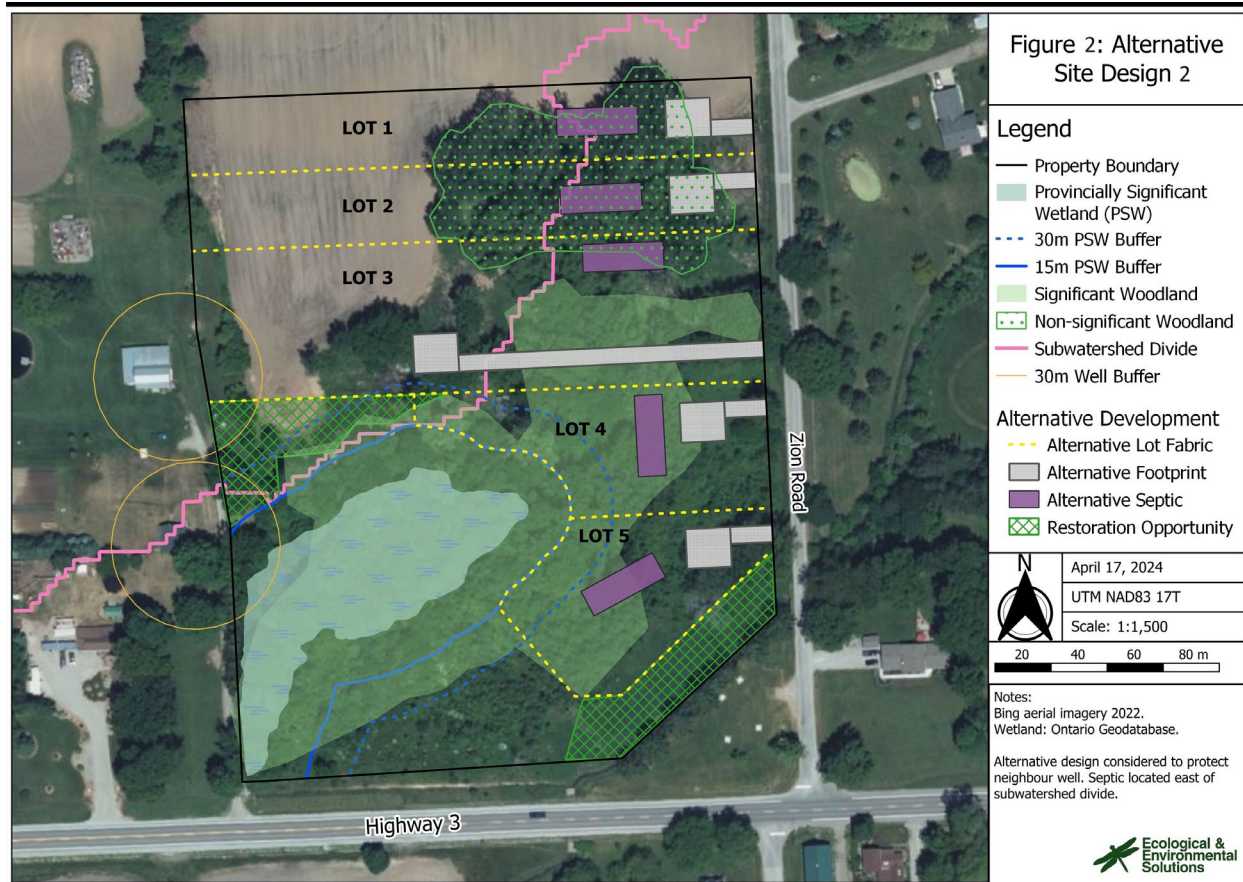 Figure 2: Alternative
Site Design 2
Legend
Property Boundary
Provincially Significant
Wetland (PSW)
30m PSW Buffer
15m PSW Buffer
Significant Woodland
Non-significant Woodland
Subwatershed Divide
30m Well Buffer
Alternative Development
Alternative Lot Fabric
Alternative Footprint
Alternative Septic
Restoration Opportunity
N
April 17, 2024
UTM NAD83 17T
Scale: 1:1,500
20 40 60 80 m
Notes:
Bing aerial imagery 2022.
Wetland: Ontario Geodatabase.
Alternative design considered to protect
neighbour well. Septic located east of
subwatershed divide.
Ecological &
Environmental
Solutions
LOT 1
LOT 2
LOT 3
LOT 4
LOT 5
Zion Road
Highway 3